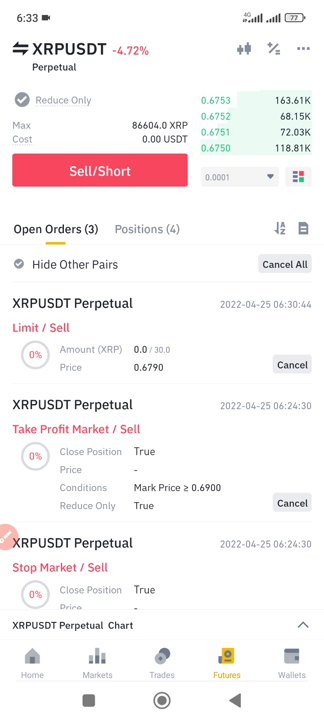 6:33
4G
77
XRPUSDT -4.72%
Perpetual
Reduce Only
Max 86604.0 XRP
Cost 0.00 USDT
Sell/Short
0.6753 163.61K
0.6752 68.15K
0.6751 72.03K
0.6750 118.81K
0.0001
Open Orders (3) Positions (4)
Hide Other Pairs Cancel All
XRPUSDT Perpetual 2022-04-25 06:30:44
Limit / Sell
0% Amount (XRP) 0.0 / 30.0
Price 0.6790
Cancel
XRPUSDT Perpetual 2022-04-25 06:24:30
Take Profit Market / Sell
0% Close Position True
Price -
Conditions Mark Price ≥ 0.6900
Reduce Only True
Cancel
XRPUSDT Perpetual 2022-04-25 06:24:30
Stop Market / Sell
0% Close Position True
Price -
XRPUSDT Perpetual Chart
Home Markets Trades Futures Wallets